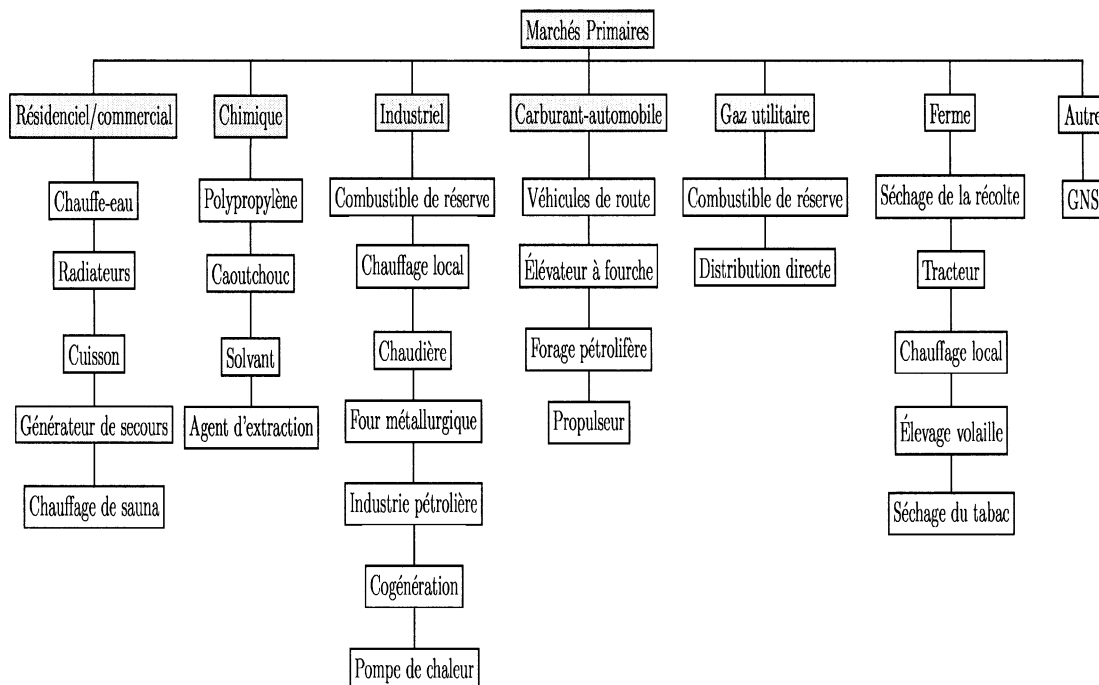 Marchés Primaires
Résidenciel/commercial
Chimique
Industriel
Carburant-automobile
Gaz utilitaire
Ferme
Autre
Chauffe-eau
Polypropylène
Combustible de réserve
Véhicules de route
Combustible de réserve
Séchage de la récolte
GNS
Radiateurs
Caoutchouc
Chauffage local
Élévateur à fourche
Distribution directe
Tracteur
Cuisson
Solvant
Chaudière
Forage pétrolifère
Chauffage local
Générateur de secours
Agent d'extraction
Four métallurgique
Propulseur
Élevage volaille
Chauffage de sauna
Industrie pétrolière
Séchage du tabac
Cogénération
Pompe de chaleur